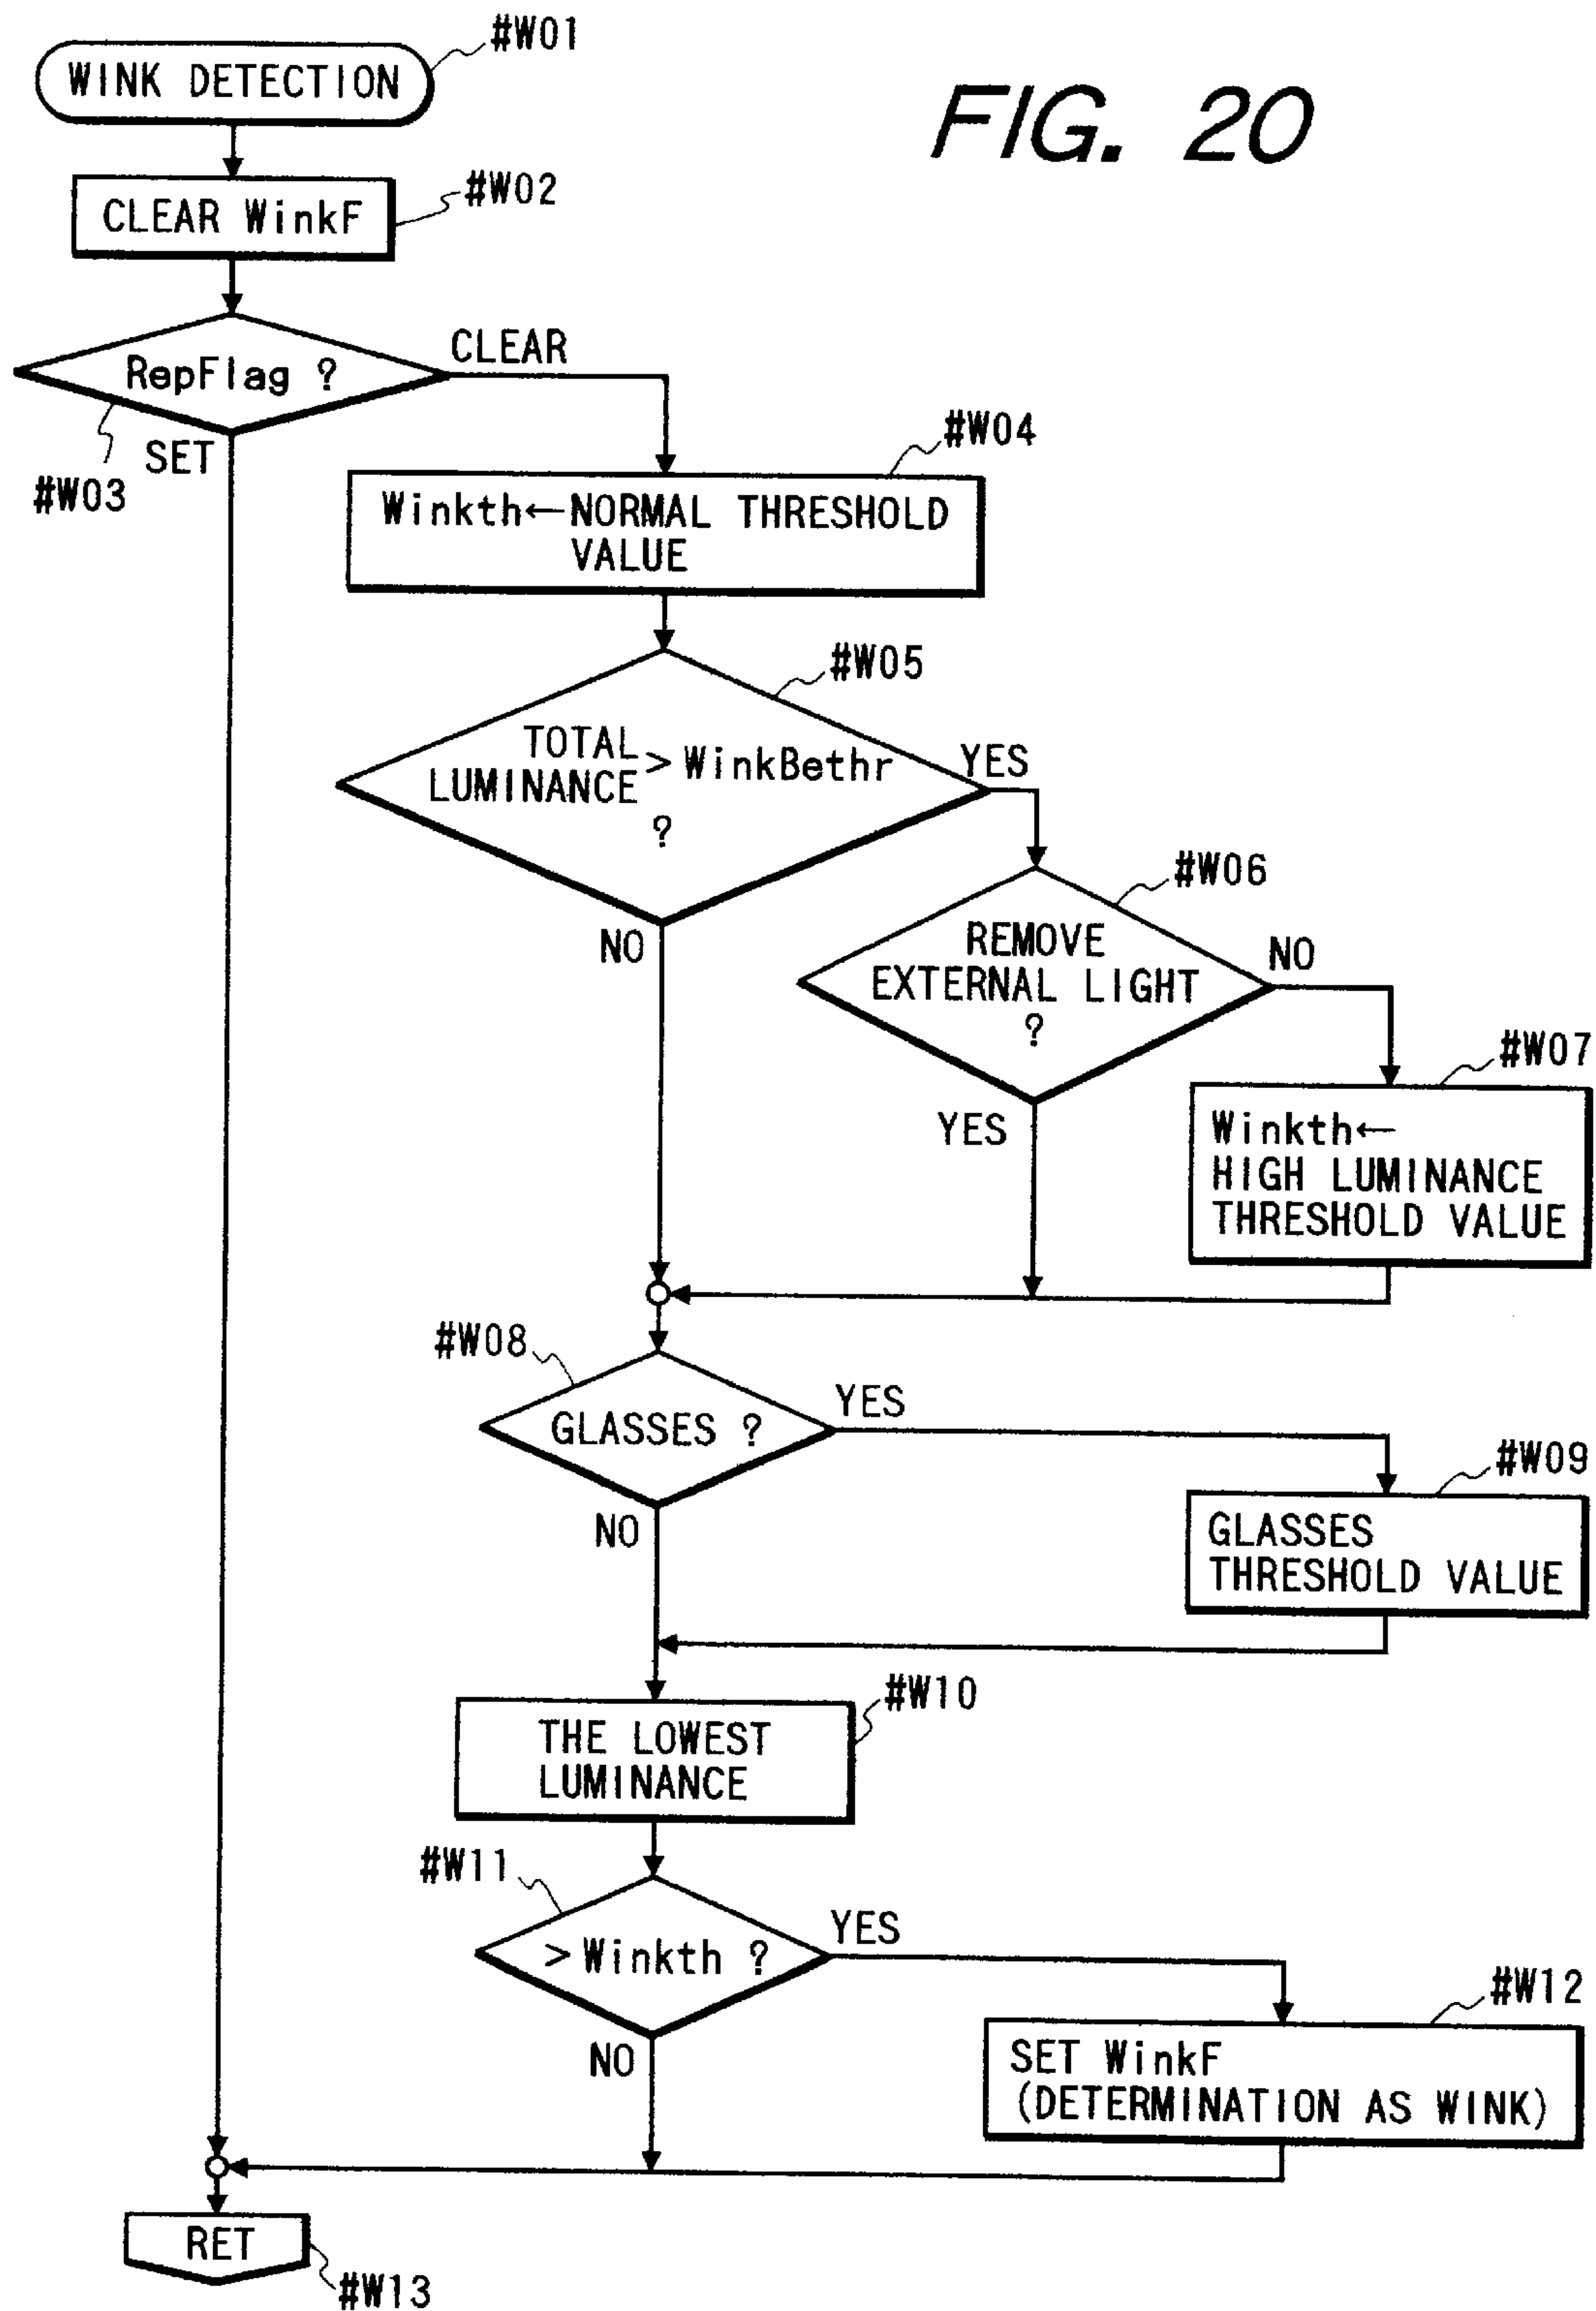 #W01
WINK DETECTION
FIG. 20
#W02
CLEAR WinkF
CLEAR
RepFlag ?
#W04
SET
#W03
Winkth←NORMAL THRESHOLD
VALUE
#W05
TOTAL
LUMINANCE > WinkBethr
?
YES
#W06
NO
REMOVE
EXTERNAL LIGHT
?
NO
#W07
YES
Winkth←
HIGH LUMINANCE
THRESHOLD VALUE
#W08
YES
GLASSES ?
#W09
NO
GLASSES
THRESHOLD VALUE
#W10
THE LOWEST
LUMINANCE
#W11
YES
> Winkth ?
#W12
NO
SET WinkF
(DETERMINATION AS WINK)
RET
#W13